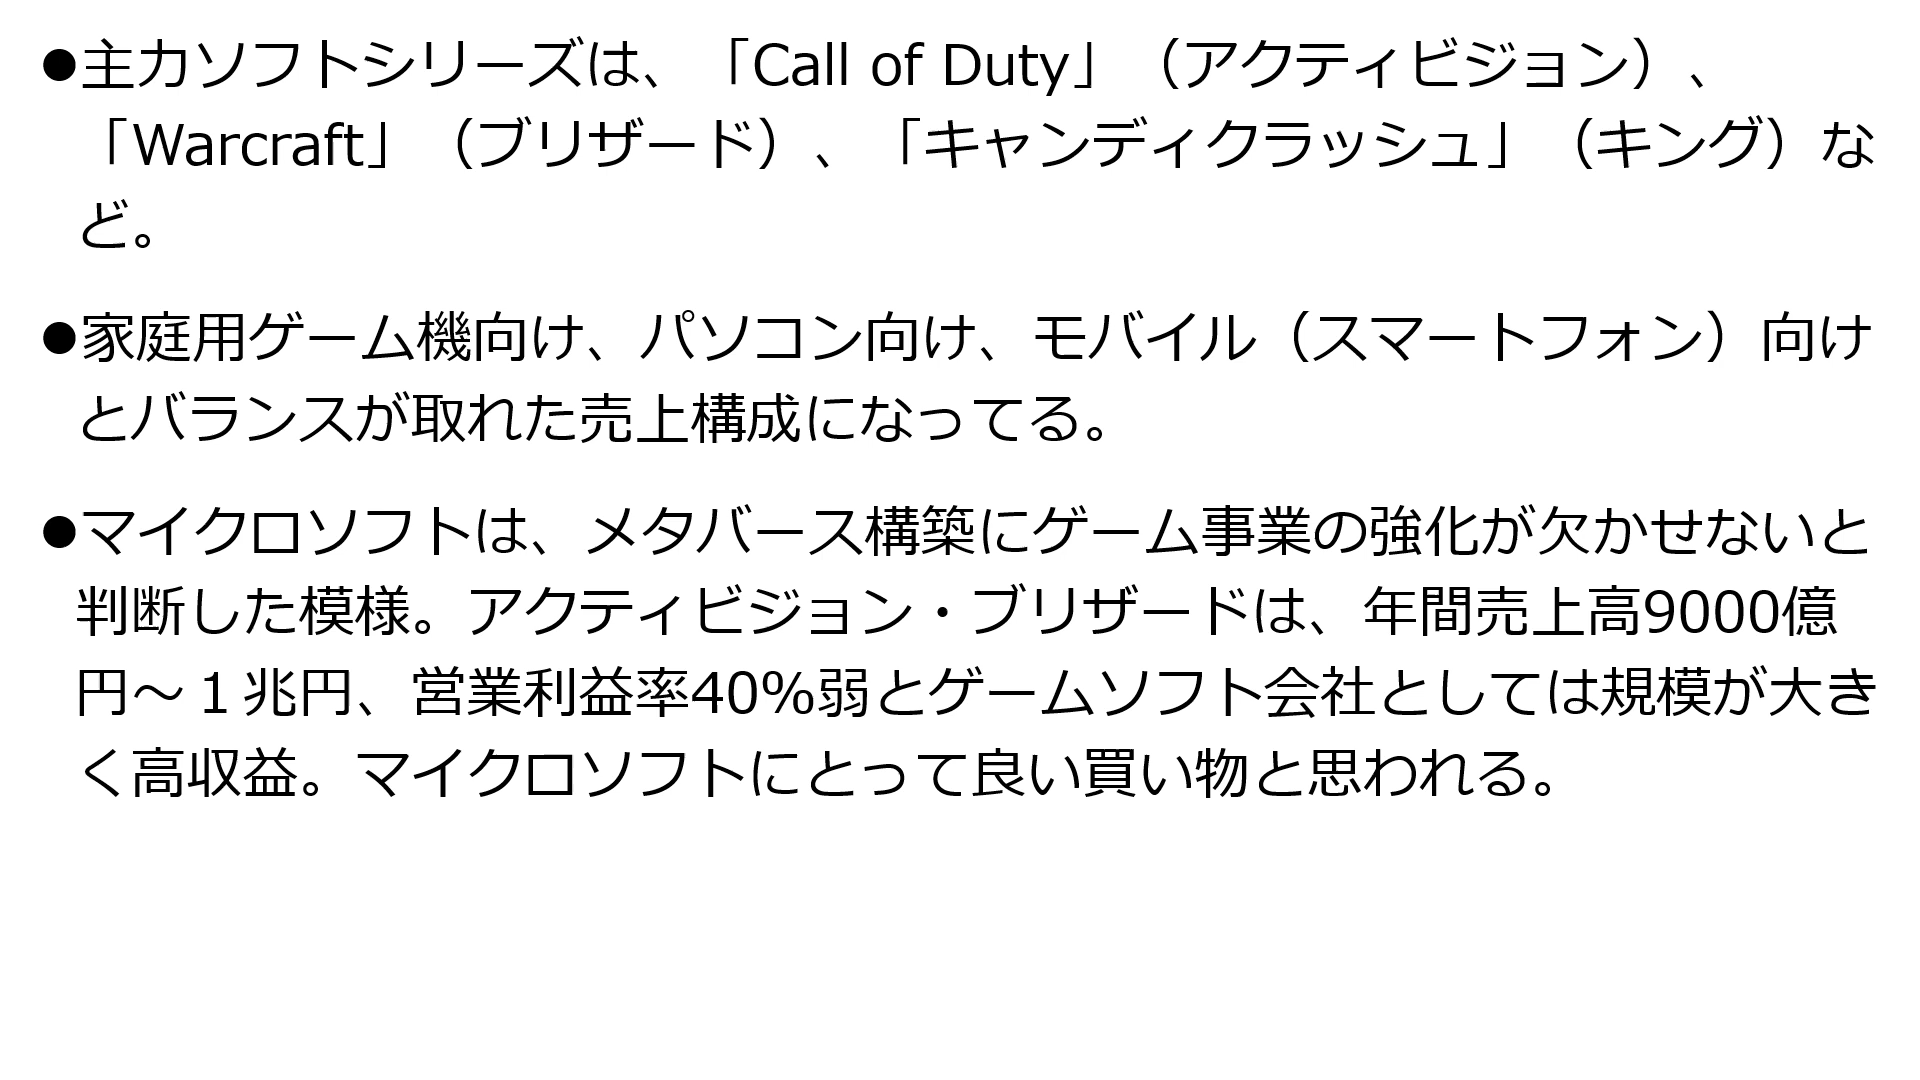 ●主力ソフトシリーズは、「Call of Duty」（アクティビジョン）、
「Warcraft」（ブリザード）、「キャンディクラッシュ」（キング）な
ど。
●家庭用ゲーム機向け、パソコン向け、モバイル（スマートフォン）向け
とバランスが取れた売上構成になってる。
●マイクロソフトは、メタバース構築にゲーム事業の強化が欠かせないと
判断した模様。アクティビジョン・ブリザードは、年間売上高9000億
円～１兆円、営業利益率40%弱とゲームソフト会社としては規模が大き
く高収益。マイクロソフトにとって良い買い物と思われる。